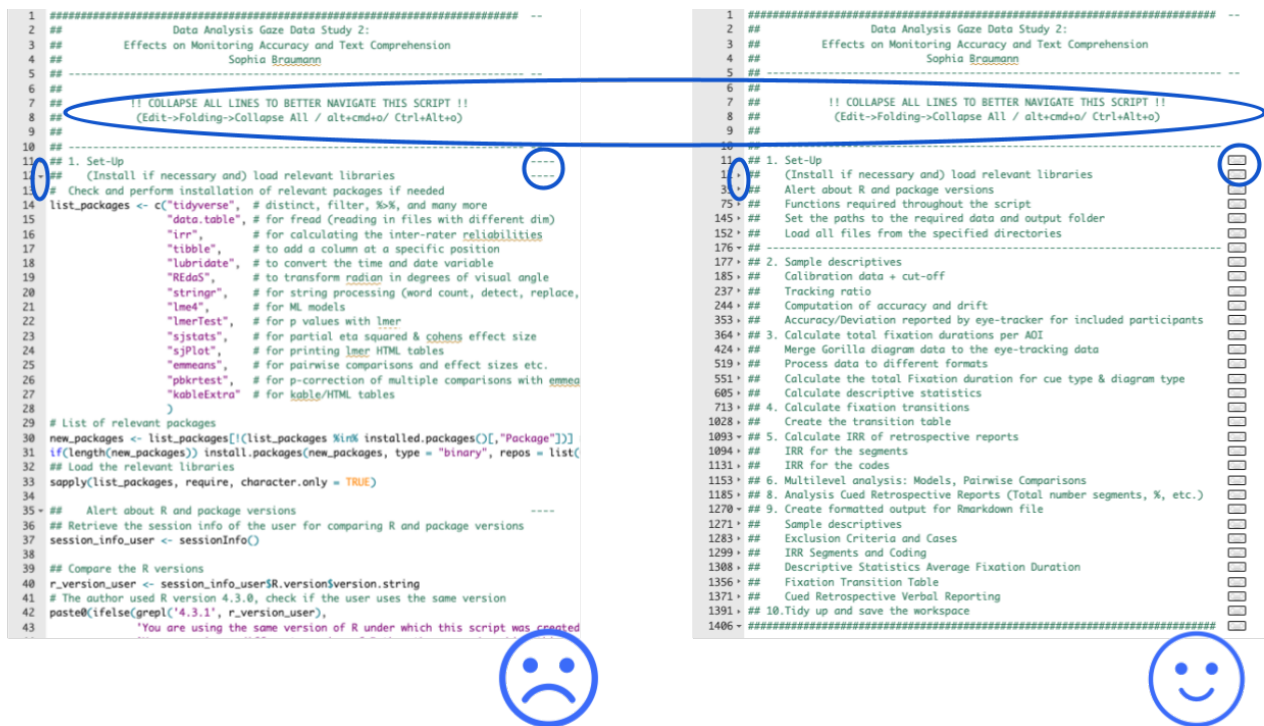 1 ############################################################################## --
2 ## Data Analysis Gaze Data Study 2:
3 ## Effects on Monitoring Accuracy and Text Comprehension
4 ## Sophia Braumann
5 ## ---------------------------------------------------------------------------- --
6 ##
7 ## !! COLLAPSE ALL LINES TO BETTER NAVIGATE THIS SCRIPT !!
8 ## (Edit->Folding->Collapse All / alt+cmd+o/ Ctrl+Alt+o)
9 ##
10 ## ----------------------------------------------------------------------------
11 ## 1. Set-Up ----
12 ## (Install if necessary and) load relevant libraries ----
13 # Check and perform installation of relevant packages if needed
14 list_packages <- c("tidyverse", # distinct, filter, %>%, and many more
15 "data.table", # for fread (reading in files with different dim)
16 "irr", # for calculating the inter-rater reliabilities
17 "tibble", # to add a column at a specific position
18 "lubridate", # to convert the time and date variable
19 "REdaS", # to transform radian in degrees of visual angle
20 "stringr", # for string processing (word count, detect, replace,
21 "lme4", # for ML models
22 "lmerTest", # for p values with lmer
23 "sjstats", # for partial eta squared & cohens effect size
24 "sjPlot", # for printing lmer HTML tables
25 "emmeans", # for pairwise comparisons and effect sizes etc.
26 "pbkrtest", # for p-correction of multiple comparisons with emmea
27 "kableExtra" # for kable/HTML tables
28 )
29 # List of relevant packages
30 new_packages <- list_packages[!(list_packages %in% installed.packages()[,"Package"])]
31 if(length(new_packages)) install.packages(new_packages, type = "binary", repos = list(
32 ## Load the relevant libraries
33 sapply(list_packages, require, character.only = TRUE)
34
35 ## Alert about R and package versions ----
36 ## Retrieve the session info of the user for comparing R and package versions
37 session_info_user <- sessionInfo()
38
39 ## Compare the R versions
40 r_version_user <- session_info_user$R.version$version.string
41 # The author used R version 4.3.0, check if the user uses the same version
42 paste0(ifelse(grepl('4.3.1', r_version_user),
43 'You are using the same version of R under which this script was created
1 ############################################################################## --
2 ## Data Analysis Gaze Data Study 2:
3 ## Effects on Monitoring Accuracy and Text Comprehension
4 ## Sophia Braumann
5 ## ---------------------------------------------------------------------------- --
6 ##
7 ## !! COLLAPSE ALL LINES TO BETTER NAVIGATE THIS SCRIPT !!
8 ## (Edit->Folding->Collapse All / alt+cmd+o/ Ctrl+Alt+o)
9 ##
10 ## ----------------------------------------------------------------------------
11 ## 1. Set-Up
## (Install if necessary and) load relevant libraries
## Alert about R and package versions
75 ## Functions required throughout the script
145 ## Set the paths to the required data and output folder
152 ## Load all files from the specified directories
176 ## ----------------------------------------------------------------------------
177 ## 2. Sample descriptives
185 ## Calibration data + cut-off
237 ## Tracking ratio
244 ## Computation of accuracy and drift
353 ## Accuracy/Deviation reported by eye-tracker for included participants
364 ## 3. Calculate total fixation durations per AOI
424 ## Merge Gorilla diagram data to the eye-tracking data
519 ## Process data to different formats
551 ## Calculate the total Fixation duration for cue type & diagram type
605 ## Calculate descriptive statistics
713 ## 4. Calculate fixation transitions
1028 ## Create the transition table
1093 ## 5. Calculate IRR of retrospective reports
1094 ## IRR for the segments
1131 ## IRR for the codes
1153 ## 6. Multilevel analysis: Models, Pairwise Comparisons
1185 ## 8. Analysis Cued Retrospective Reports (Total number segments, %, etc.)
1270 ## 9. Create formatted output for Rmarkdown file
1271 ## Sample descriptives
1283 ## Exclusion Criteria and Cases
1299 ## IRR Segments and Coding
1308 ## Descriptive Statistics Average Fixation Duration
1356 ## Fixation Transition Table
1371 ## Cued Retrospective Verbal Reporting
1391 ## 10.Tidy up and save the workspace
1406 ##############################################################################